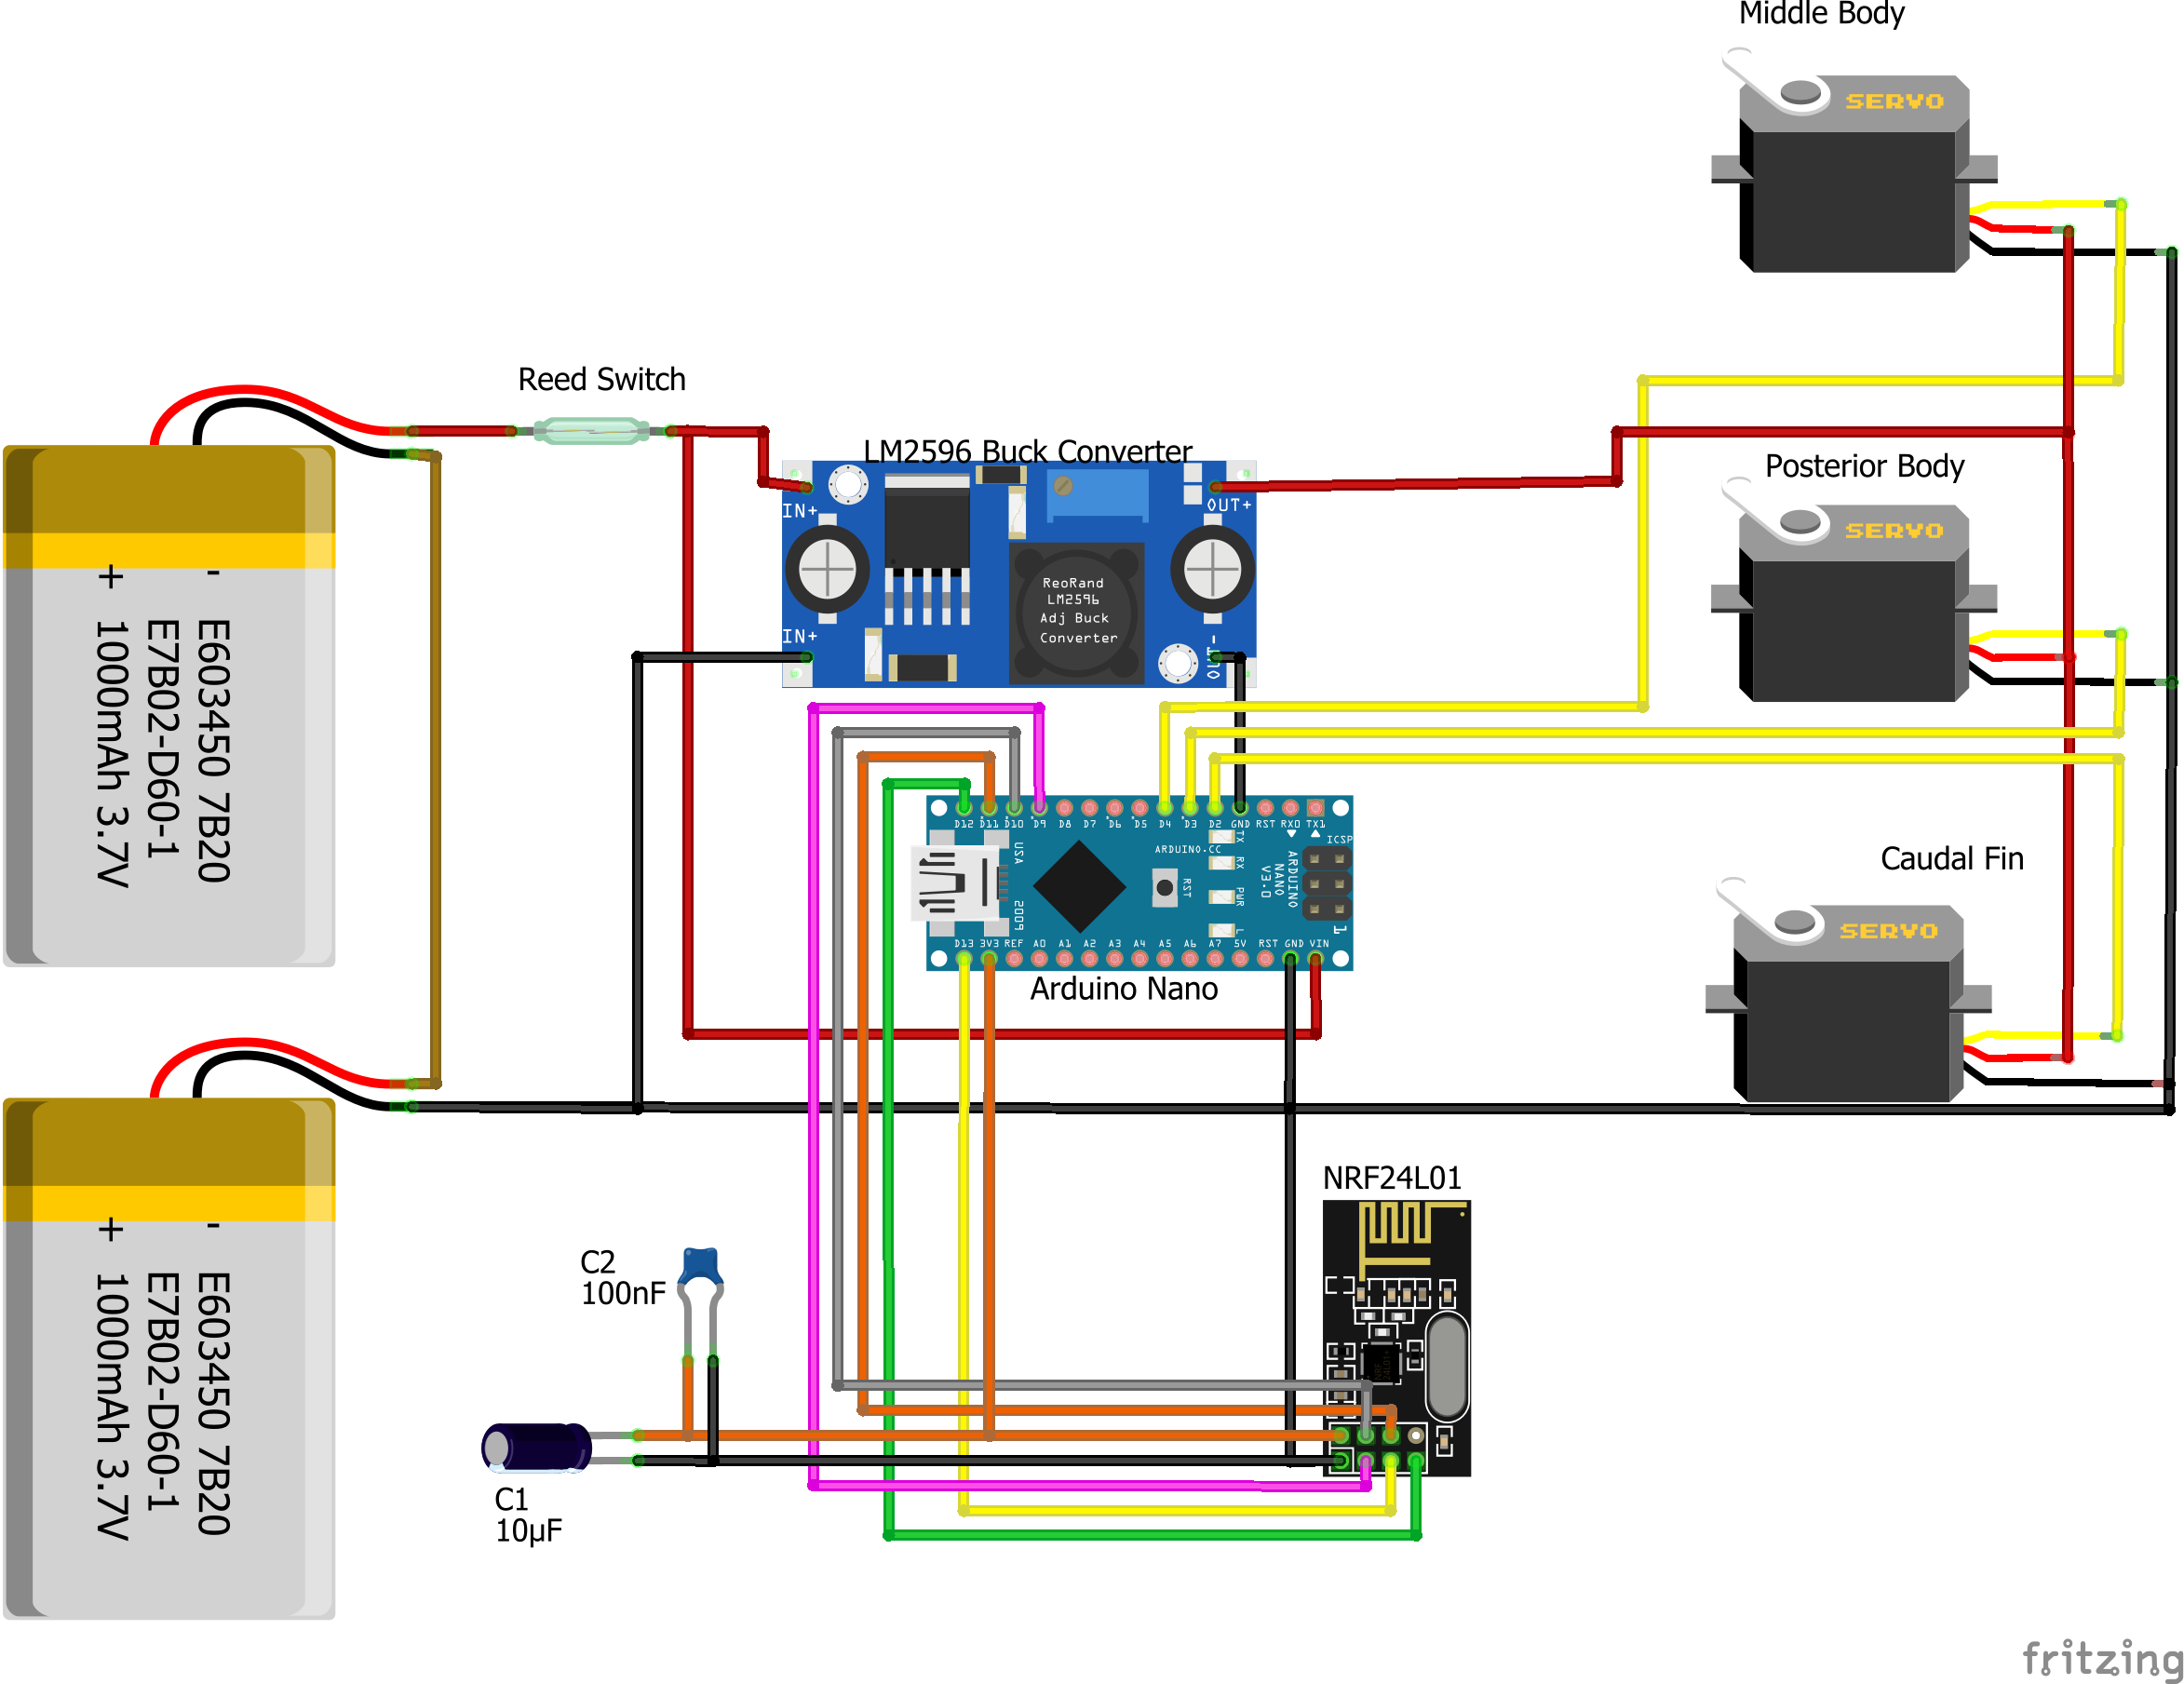 Middle Body
SERVO
Reed Switch
LM2596 Buck Converter
IN+
OUT+
ReoRand
LM2596
Adj Buck
Converter
IN+
OUT-
Posterior Body
SERVO
- +
E603450 7B20
E7B02-D60-1
1000mAh 3.7V
D12 D11 D10 D9 D8 D7 D6 D5 D4 D3 D2 GND RST RX0 TX1
TX
RX
PWR
L
ICSP
1
ARDUINO.CC
ARDUINO
NANO
V3.0
RST
USA
2009
D13 3V3 REF A0 A1 A2 A3 A4 A5 A6 A7 5V RST GND VIN
Arduino Nano
Caudal Fin
SERVO
- +
E603450 7B20
E7B02-D60-1
1000mAh 3.7V
NRF24L01
NRF
24L01+
C2
100nF
C1
10µF
fritzing